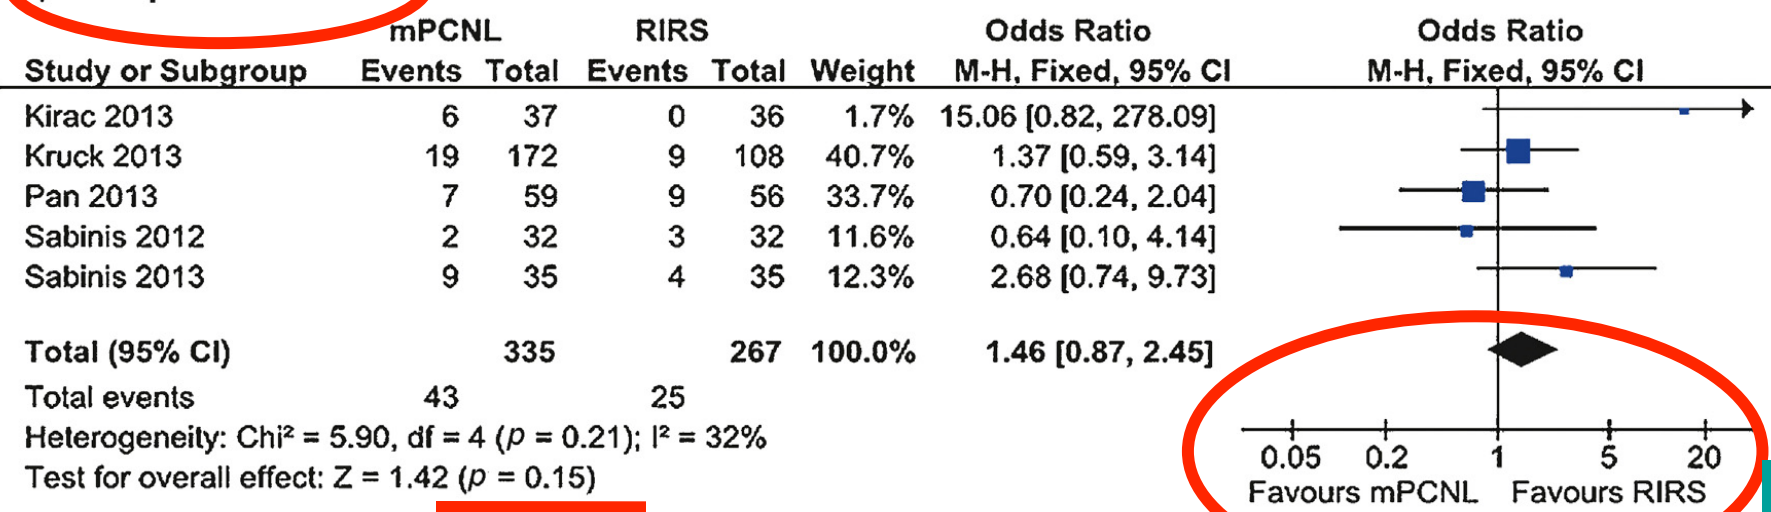 mPCNL RIRS Odds Ratio Odds Ratio
Study or Subgroup Events Total Events Total Weight M-H, Fixed, 95% CI M-H, Fixed, 95% CI
Kirac 2013 6 37 0 36 1.7% 15.06 [0.82, 278.09]
Kruck 2013 19 172 9 108 40.7% 1.37 [0.59, 3.14]
Pan 2013 7 59 9 56 33.7% 0.70 [0.24, 2.04]
Sabinis 2012 2 32 3 32 11.6% 0.64 [0.10, 4.14]
Sabinis 2013 9 35 4 35 12.3% 2.68 [0.74, 9.73]
Total (95% CI) 335 267 100.0% 1.46 [0.87, 2.45]
Total events 43 25
Heterogeneity: Chi² = 5.90, df = 4 (p = 0.21); I² = 32%
Test for overall effect: Z = 1.42 (p = 0.15)
0.05 0.2 1 5 20
Favours mPCNL Favours RIRS